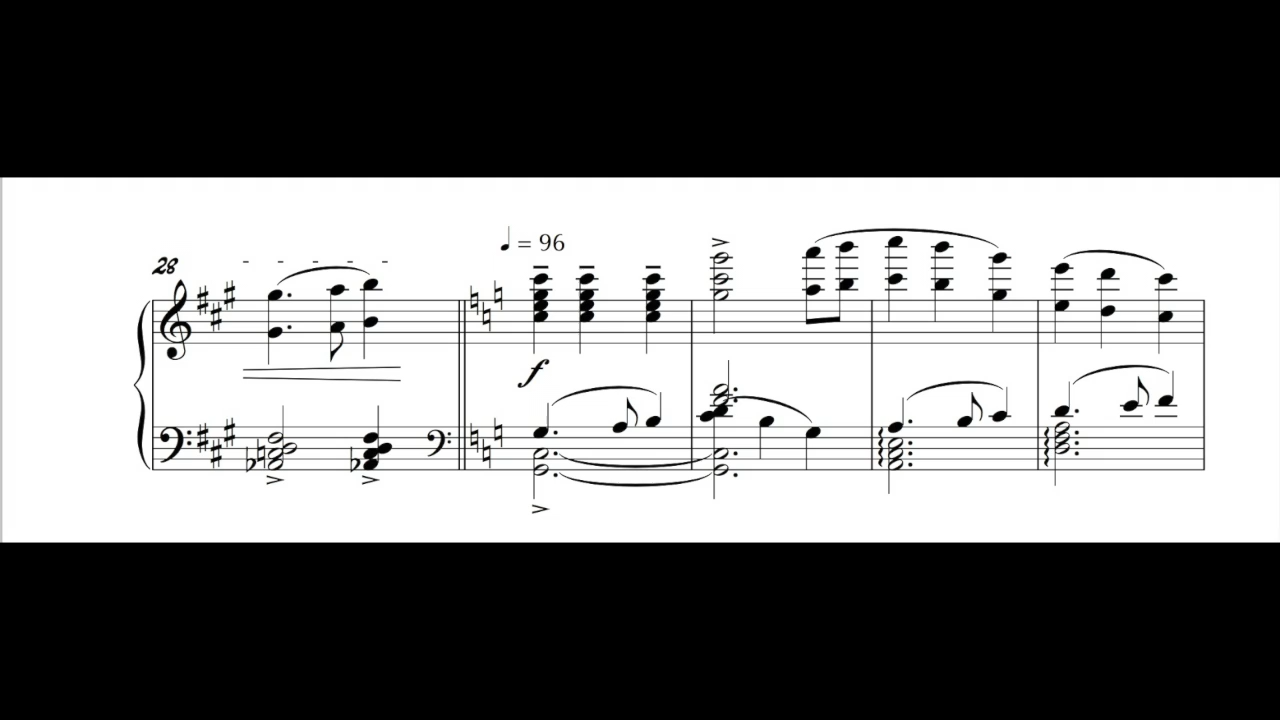 ♩ = 96
28
f